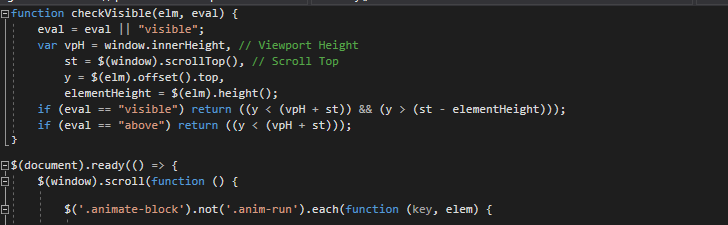 function checkVisible(elm, eval) {
eval = eval || "visible";
var vpH = window.innerHeight, // Viewport Height
st = $(window).scrollTop(), // Scroll Top
y = $(elm).offset().top,
elementHeight = $(elm).height();
if (eval == "visible") return ((y < (vpH + st)) && (y > (st - elementHeight)));
if (eval == "above") return ((y < (vpH + st)));
}
$(document).ready(() => {
$(window).scroll(function () {
$('.animate-block').not('.anim-run').each(function (key, elem) {